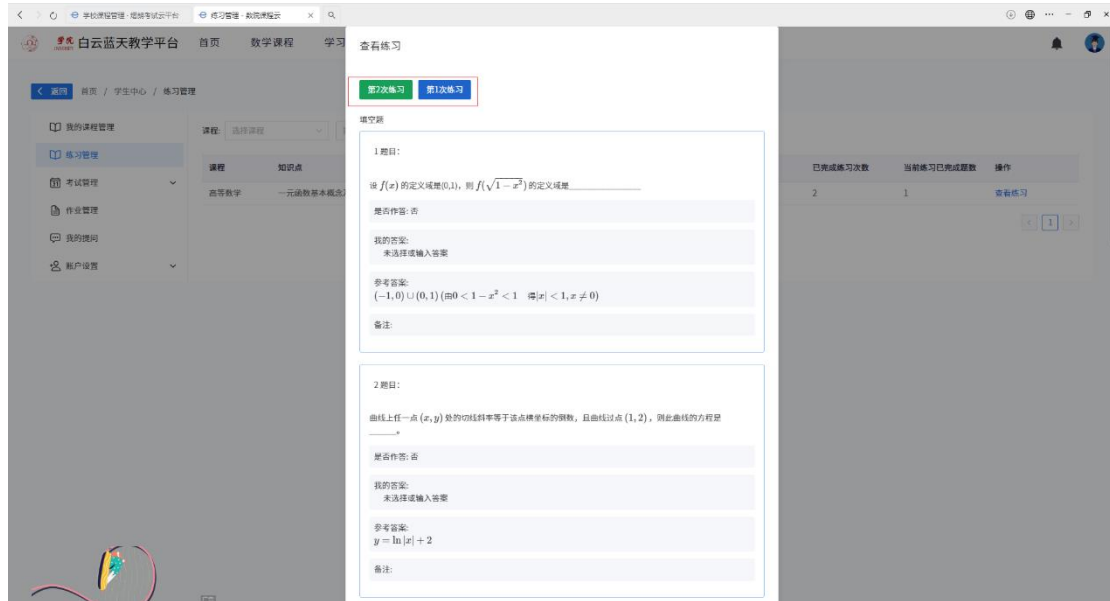 学校课程管理 - 煜炳考试云平台
练习管理 - 数苑课程云
白云蓝天教学平台
首页
数学课程
学习
查看练习
返回
首页 / 学生中心 / 练习管理
第2次练习
第1次练习
填空题
我的课程管理
练习管理
考试管理
作业管理
我的提问
账户设置
课程:
选择课程
课程
知识点
已完成练习次数
当前练习已完成题数
操作
高等数学
一元函数基本概念
2
1
查看练习
1
1 题目：
设 f(x) 的定义域是(0,1)，则 f(√(1 − x²)) 的定义域是______________
是否作答: 否
我的答案:
未选择或输入答案
参考答案:
(−1, 0) ∪ (0, 1) (由0 < 1 − x² < 1 得|x| < 1, x ≠ 0)
备注:
2 题目：
曲线上任一点 (x, y) 处的切线斜率等于该点横坐标的倒数，且曲线过点 (1, 2)，则此曲线的方程是
______。
是否作答: 否
我的答案:
未选择或输入答案
参考答案:
y = ln |x| + 2
备注: